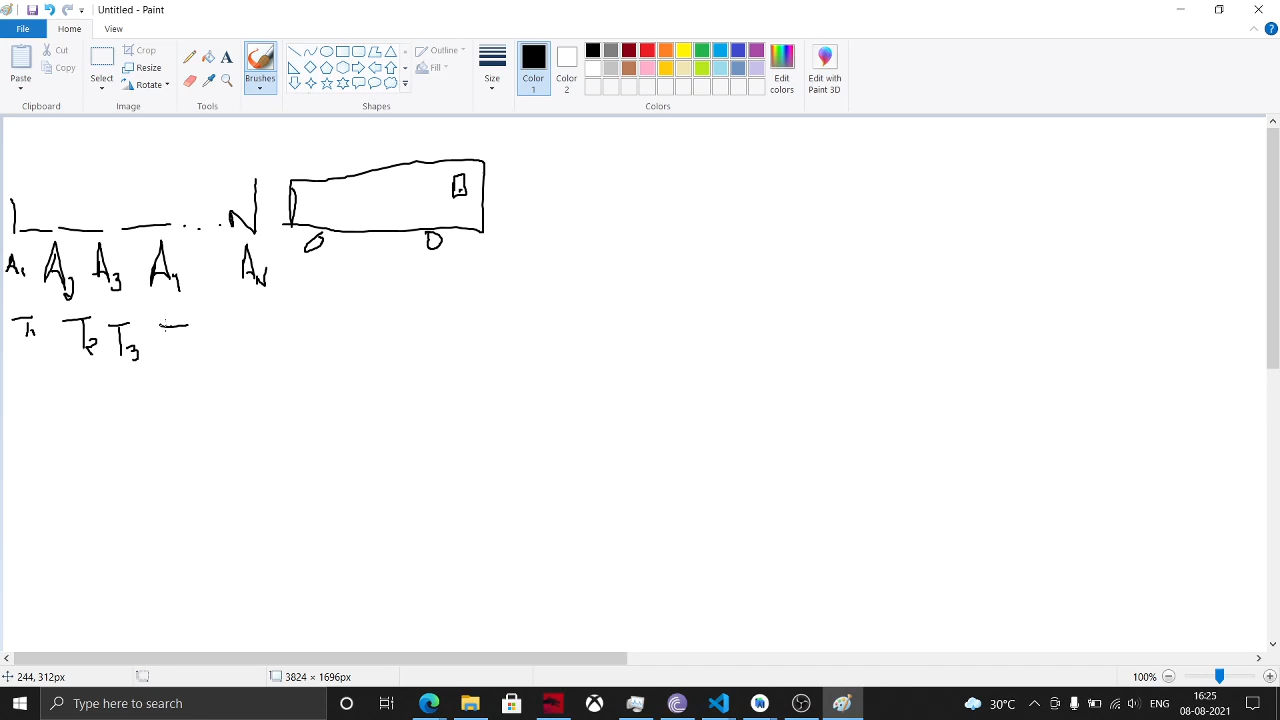 Untitled - Paint
File Home View
Paste Cut Copy Clipboard
Select Crop Resize Rotate Image
Tools
Brushes
Outline Fill Shapes
Size
Color 1 Color 2
Edit colors Edit with Paint 3D
Colors
N
A1 A2 A3 A4 AN
T1 T2 T3
244, 312px 3824 × 1696px 100%
Type here to search 30°C ENG 16:25 08-08-2021